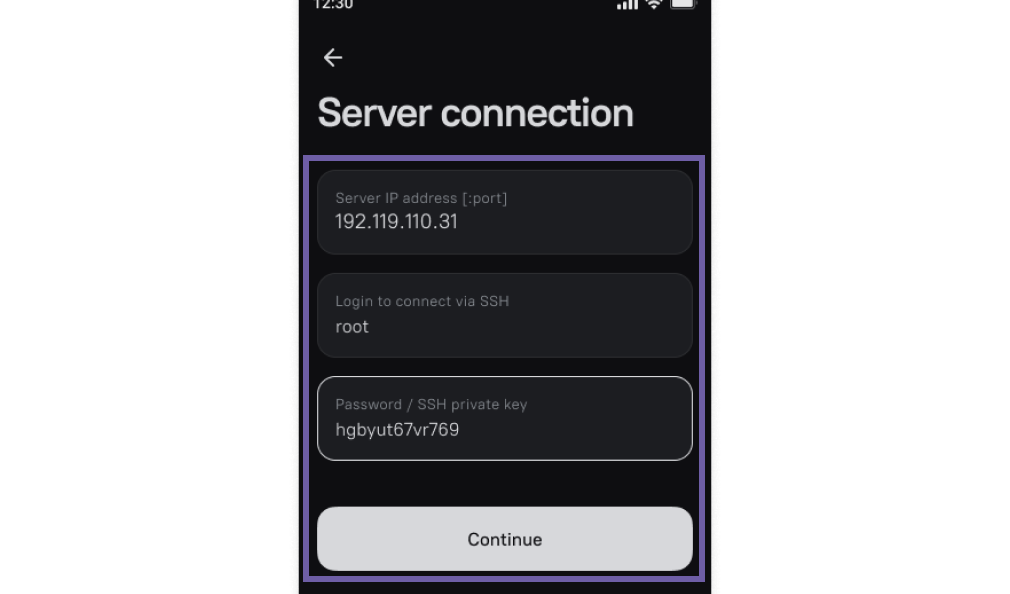 12:30
Server connection
Server IP address [:port]
192.119.110.31
Login to connect via SSH
root
Password / SSH private key
hgbyut67vr769
Continue